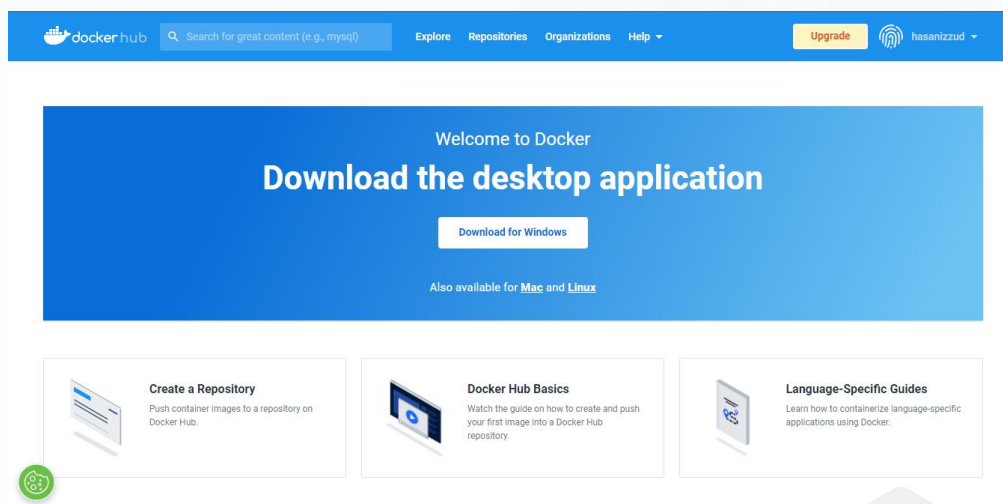 docker hub
Search for great content (e.g., mysql)
Explore
Repositories
Organizations
Help
Upgrade
hasanizzud
Welcome to Docker
Download the desktop application
Download for Windows
Also available for Mac and Linux
Create a Repository
Push container images to a repository on
Docker Hub.
Docker Hub Basics
Watch the guide on how to create and push
your first image into a Docker Hub
repository.
Language-Specific Guides
Learn how to containerize language-specific
applications using Docker.